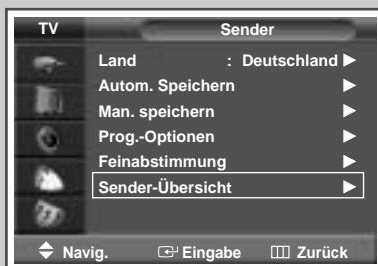 TV Sender
Land : Deutschland
Autom. Speichern
Man. speichern
Prog.-Optionen
Feinabstimmung
Sender-Übersicht
Navig. Eingabe Zurück